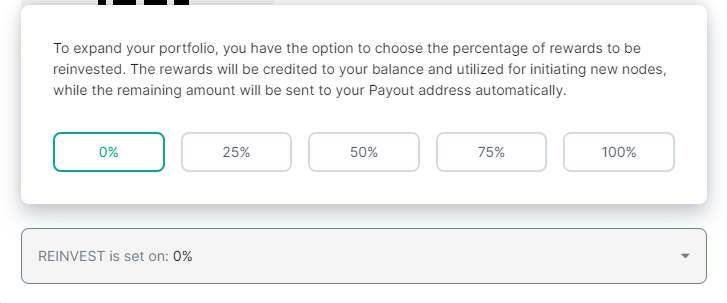 To expand your portfolio, you have the option to choose the percentage of rewards to be
reinvested. The rewards will be credited to your balance and utilized for initiating new nodes,
while the remaining amount will be sent to your Payout address automatically.
0% 25% 50% 75% 100%
REINVEST is set on: 0%